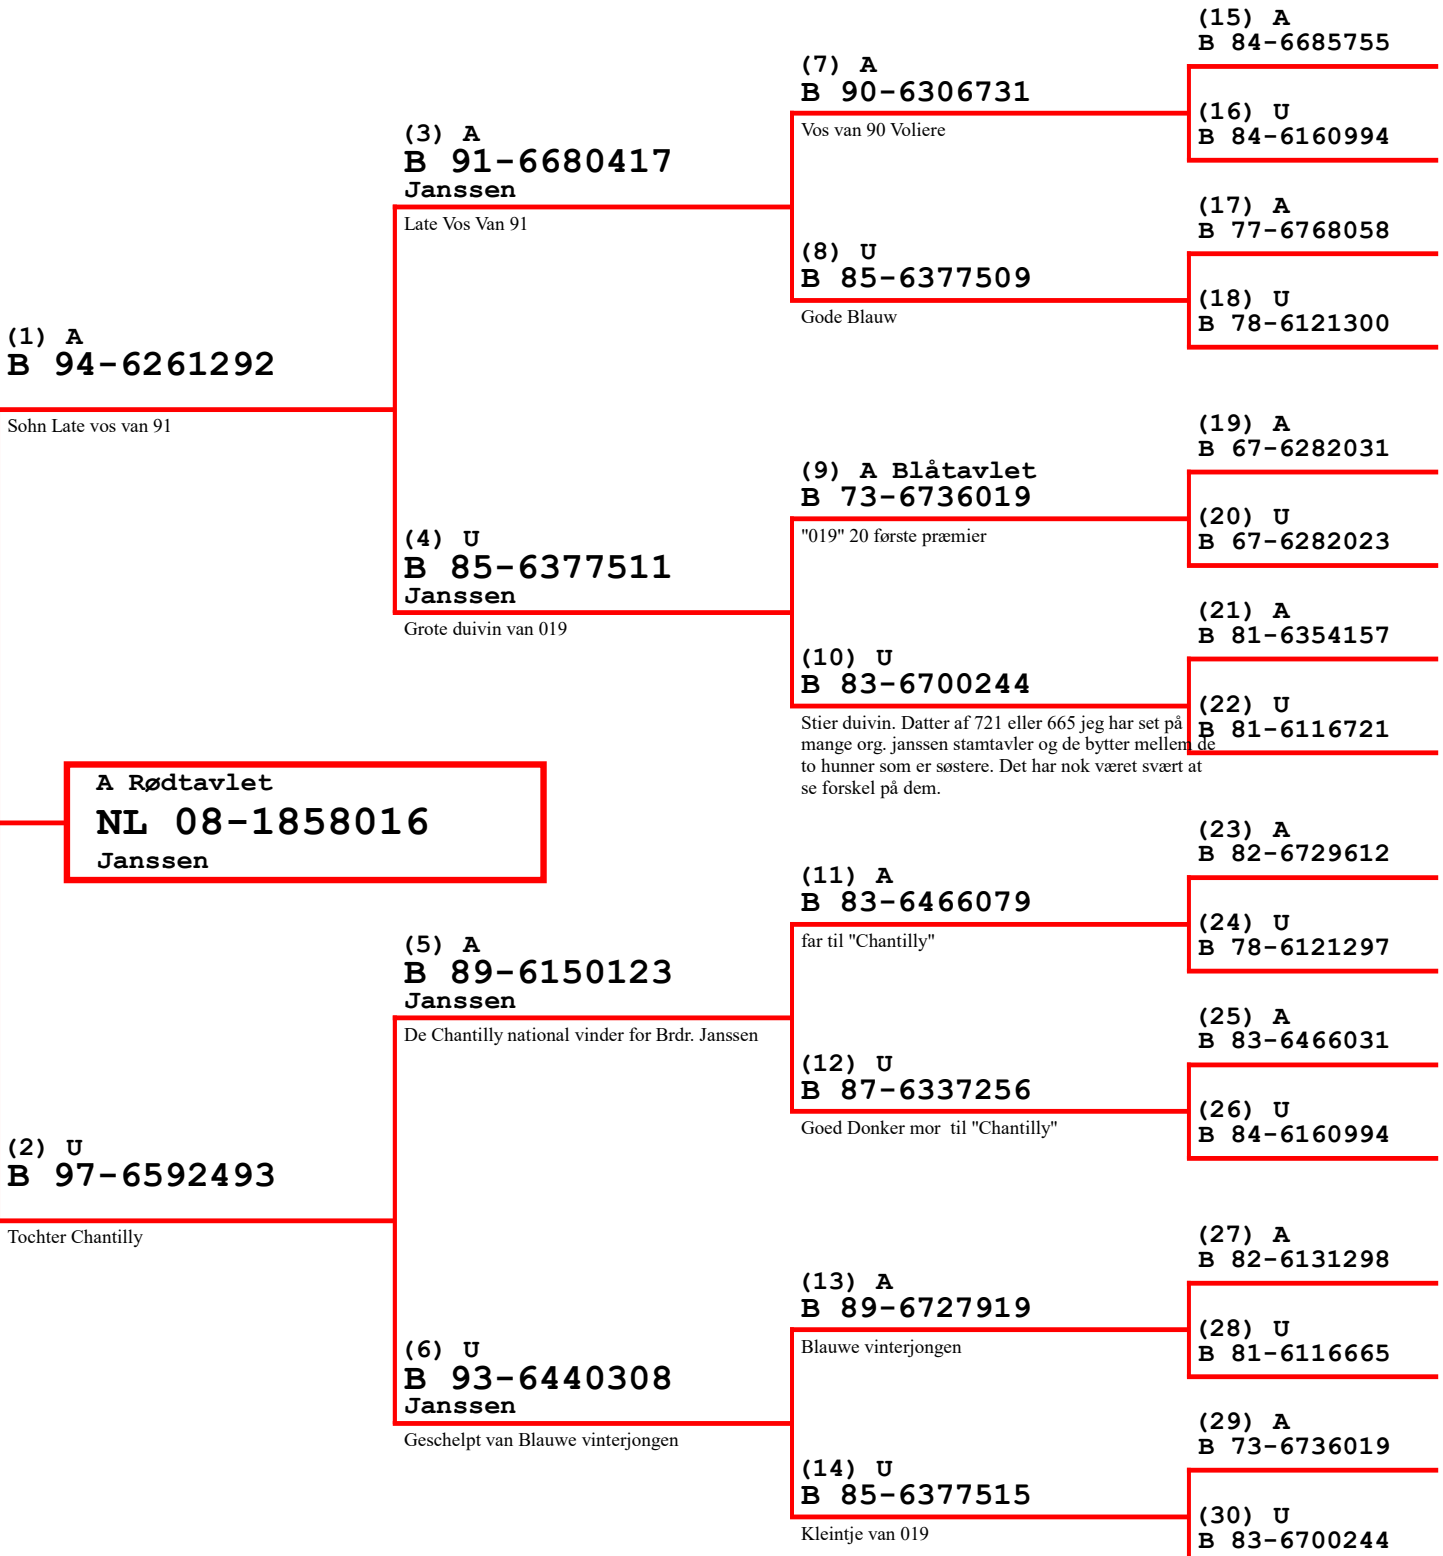 (1) A
B 94-6261292
Sohn Late vos van 91
(2) U
B 97-6592493
Tochter Chantilly
A Rødtavlet
NL 08-1858016
Janssen
(3) A
B 91-6680417
Janssen
Late Vos Van 91
(4) U
B 85-6377511
Janssen
Grote duivin van 019
(5) A
B 89-6150123
Janssen
De Chantilly national vinder for Brdr. Janssen
(6) U
B 93-6440308
Janssen
Geschelpt van Blauwe vinterjongen
(7) A
B 90-6306731
Vos van 90 Voliere
(8) U
B 85-6377509
Gode Blauw
(9) A Blåtavlet
B 73-6736019
"019" 20 første præmier
(10) U
B 83-6700244
Stier duivin. Datter af 721 eller 665 jeg har set på
mange org. janssen stamtavler og de bytter mellem de
to hunner som er søstere. Det har nok været svært at
se forskel på dem.
(11) A
B 83-6466079
far til "Chantilly"
(12) U
B 87-6337256
Goed Donker mor  til "Chantilly"
(13) A
B 89-6727919
Blauwe vinterjongen
(14) U
B 85-6377515
Kleintje van 019
(15) A
B 84-6685755
(16) U
B 84-6160994
(17) A
B 77-6768058
(18) U
B 78-6121300
(19) A
B 67-6282031
(20) U
B 67-6282023
(21) A
B 81-6354157
(22) U
B 81-6116721
(23) A
B 82-6729612
(24) U
B 78-6121297
(25) A
B 83-6466031
(26) U
B 84-6160994
(27) A
B 82-6131298
(28) U
B 81-6116665
(29) A
B 73-6736019
(30) U
B 83-6700244